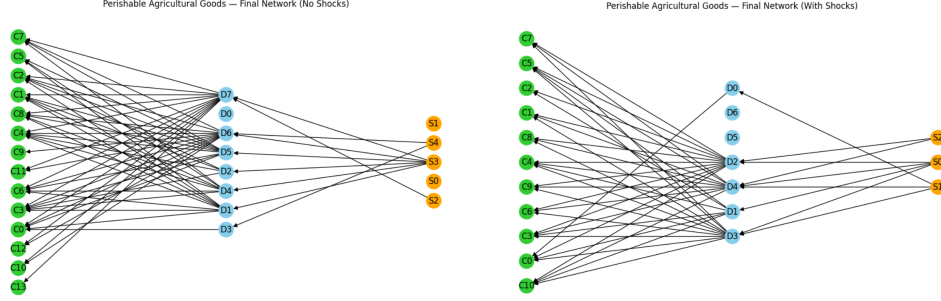 Perishable Agricultural Goods — Final Network (No Shocks)
C7
C5
C2
C1
C8
C4
C9
C11
C6
C3
C0
C12
C10
C13
D7
D0
D6
D5
D2
D4
D1
D3
S1
S4
S3
S0
S2
Perishable Agricultural Goods — Final Network (With Shocks)
C7
C5
C2
C1
C8
C4
C9
C6
C3
C0
C10
D0
D6
D5
D2
D4
D1
D3
S2
S0
S1